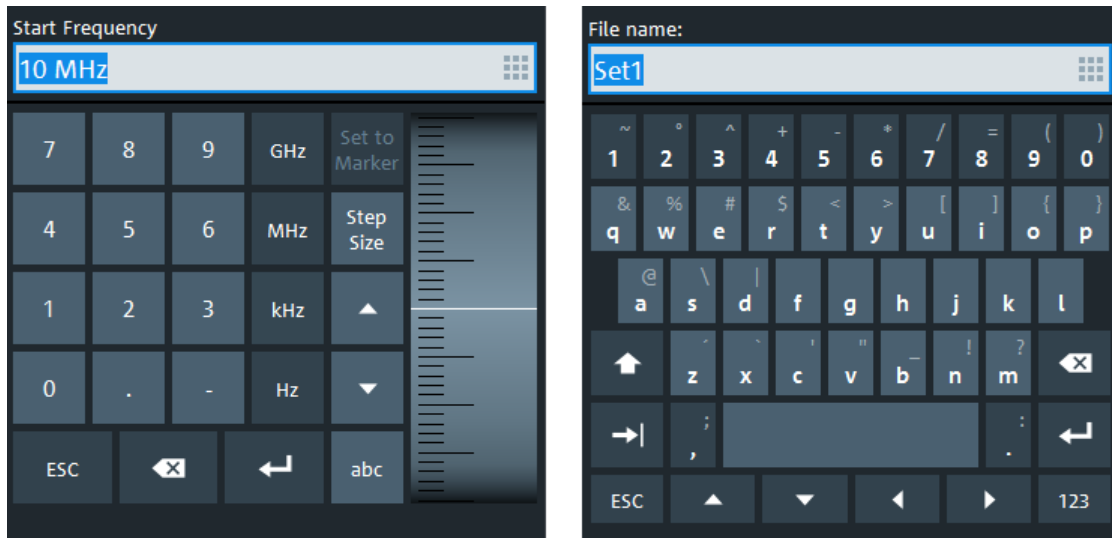 Start Frequency
10 MHz
7 8 9 GHz Set to Marker
4 5 6 MHz Step Size
1 2 3 kHz
0 . - Hz
ESC abc
File name:
Set1
~ ° ^ + - * / = ( )
1 2 3 4 5 6 7 8 9 0
& % # $ < > [ ] { }
q w e r t y u i o p
@ \ |
a s d f g h j k l
´ ` ' " _ ! ?
z x c v b n m
; :
, .
ESC 123